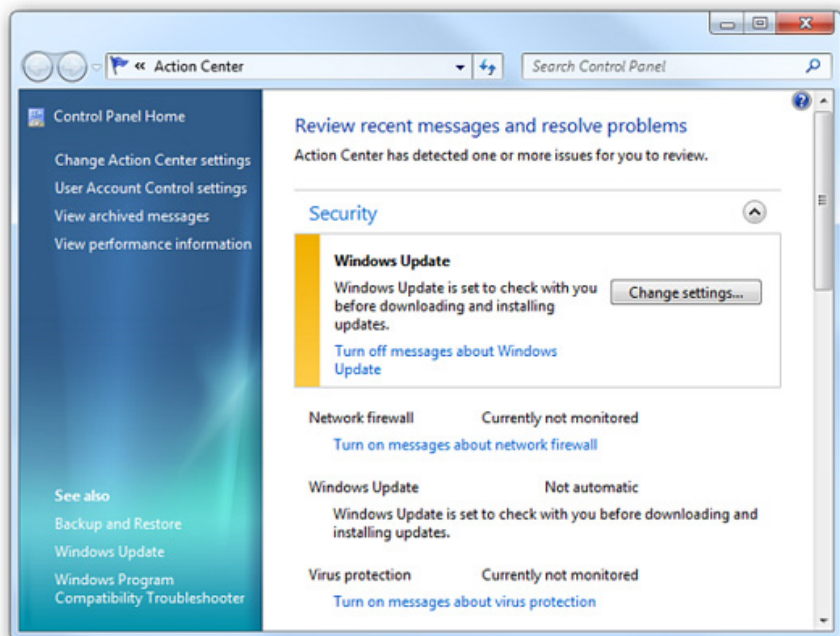 « Action Center
Search Control Panel
Control Panel Home
Change Action Center settings
User Account Control settings
View archived messages
View performance information
See also
Backup and Restore
Windows Update
Windows Program
Compatibility Troubleshooter
Review recent messages and resolve problems
Action Center has detected one or more issues for you to review.
Security
Windows Update
Windows Update is set to check with you
before downloading and installing
updates.
Change settings...
Turn off messages about Windows
Update
Network firewall Currently not monitored
Turn on messages about network firewall
Windows Update Not automatic
Windows Update is set to check with you before downloading and
installing updates.
Virus protection Currently not monitored
Turn on messages about virus protection